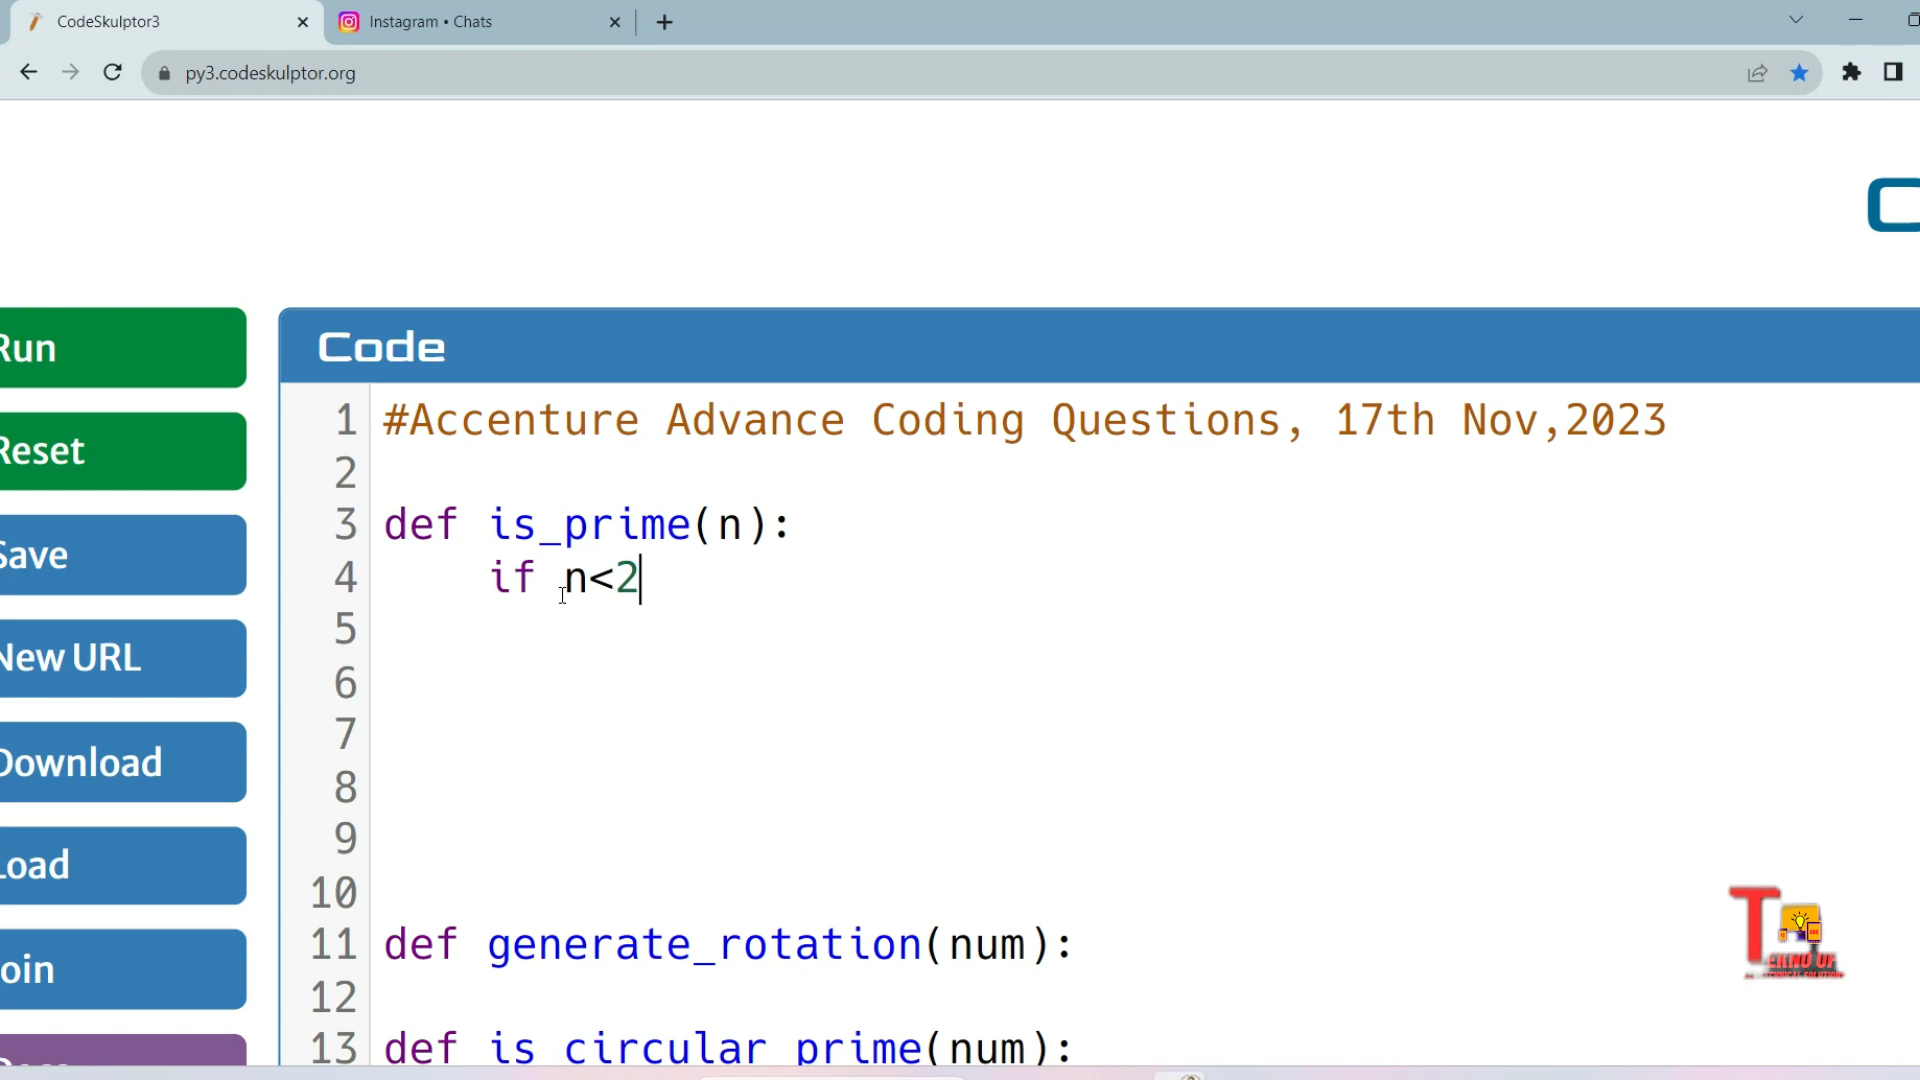 CodeSkulptor3
Instagram • Chats
py3.codeskulptor.org
Run
Reset
Save
New URL
Download
Load
oin
Code
1 #Accenture Advance Coding Questions, 17th Nov,2023
2
3 def is_prime(n):
4 if n<2
5
6
7
8
9
10
11 def generate_rotation(num):
12
13 def is_circular_prime(num):